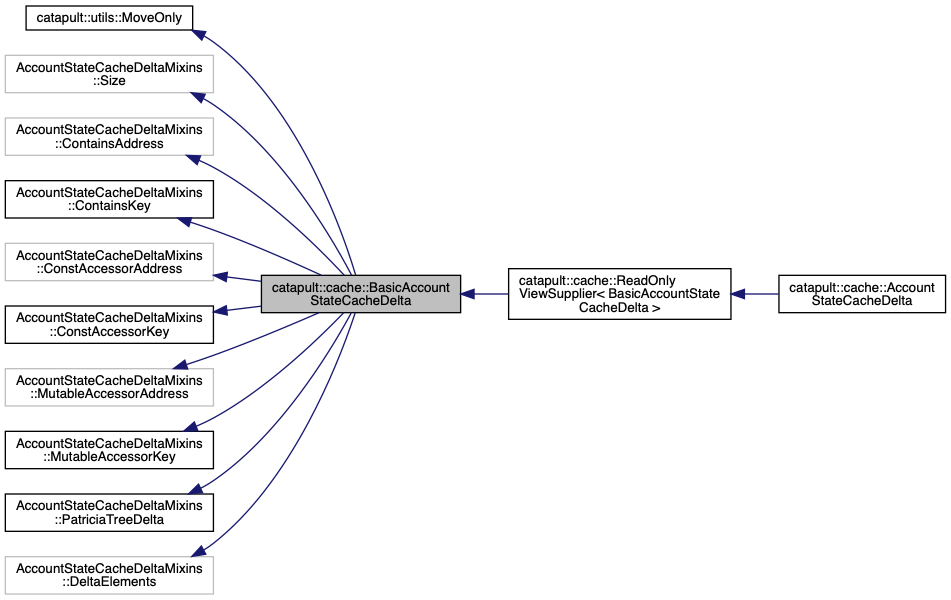 catapult::utils::MoveOnly
AccountStateCacheDeltaMixins
::Size
AccountStateCacheDeltaMixins
::ContainsAddress
AccountStateCacheDeltaMixins
::ContainsKey
AccountStateCacheDeltaMixins
::ConstAccessorAddress
AccountStateCacheDeltaMixins
::ConstAccessorKey
AccountStateCacheDeltaMixins
::MutableAccessorAddress
AccountStateCacheDeltaMixins
::MutableAccessorKey
AccountStateCacheDeltaMixins
::PatriciaTreeDelta
AccountStateCacheDeltaMixins
::DeltaElements
catapult::cache::BasicAccount
StateCacheDelta
catapult::cache::ReadOnly
ViewSupplier< BasicAccountState
CacheDelta >
catapult::cache::Account
StateCacheDelta